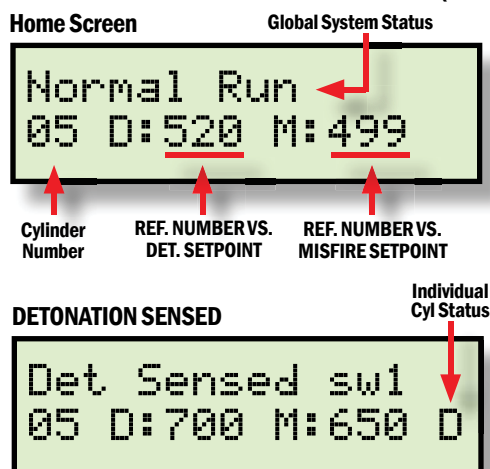 Home Screen
Global System Status
Normal Run
05 D:520 M:499
Cylinder
Number
REF. NUMBER VS.
DET. SETPOINT
REF. NUMBER VS.
MISFIRE SETPOINT
Individual
Cyl Status
DETONATION SENSED
Det Sensed sw1
05 D:700 M:650 D